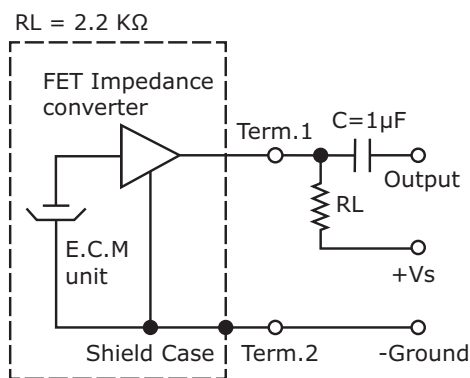 RL = 2.2 KΩ
FET Impedance
converter
Term.1
C=1µF
Output
RL
E.C.M
unit
+Vs
Shield Case
Term.2
-Ground